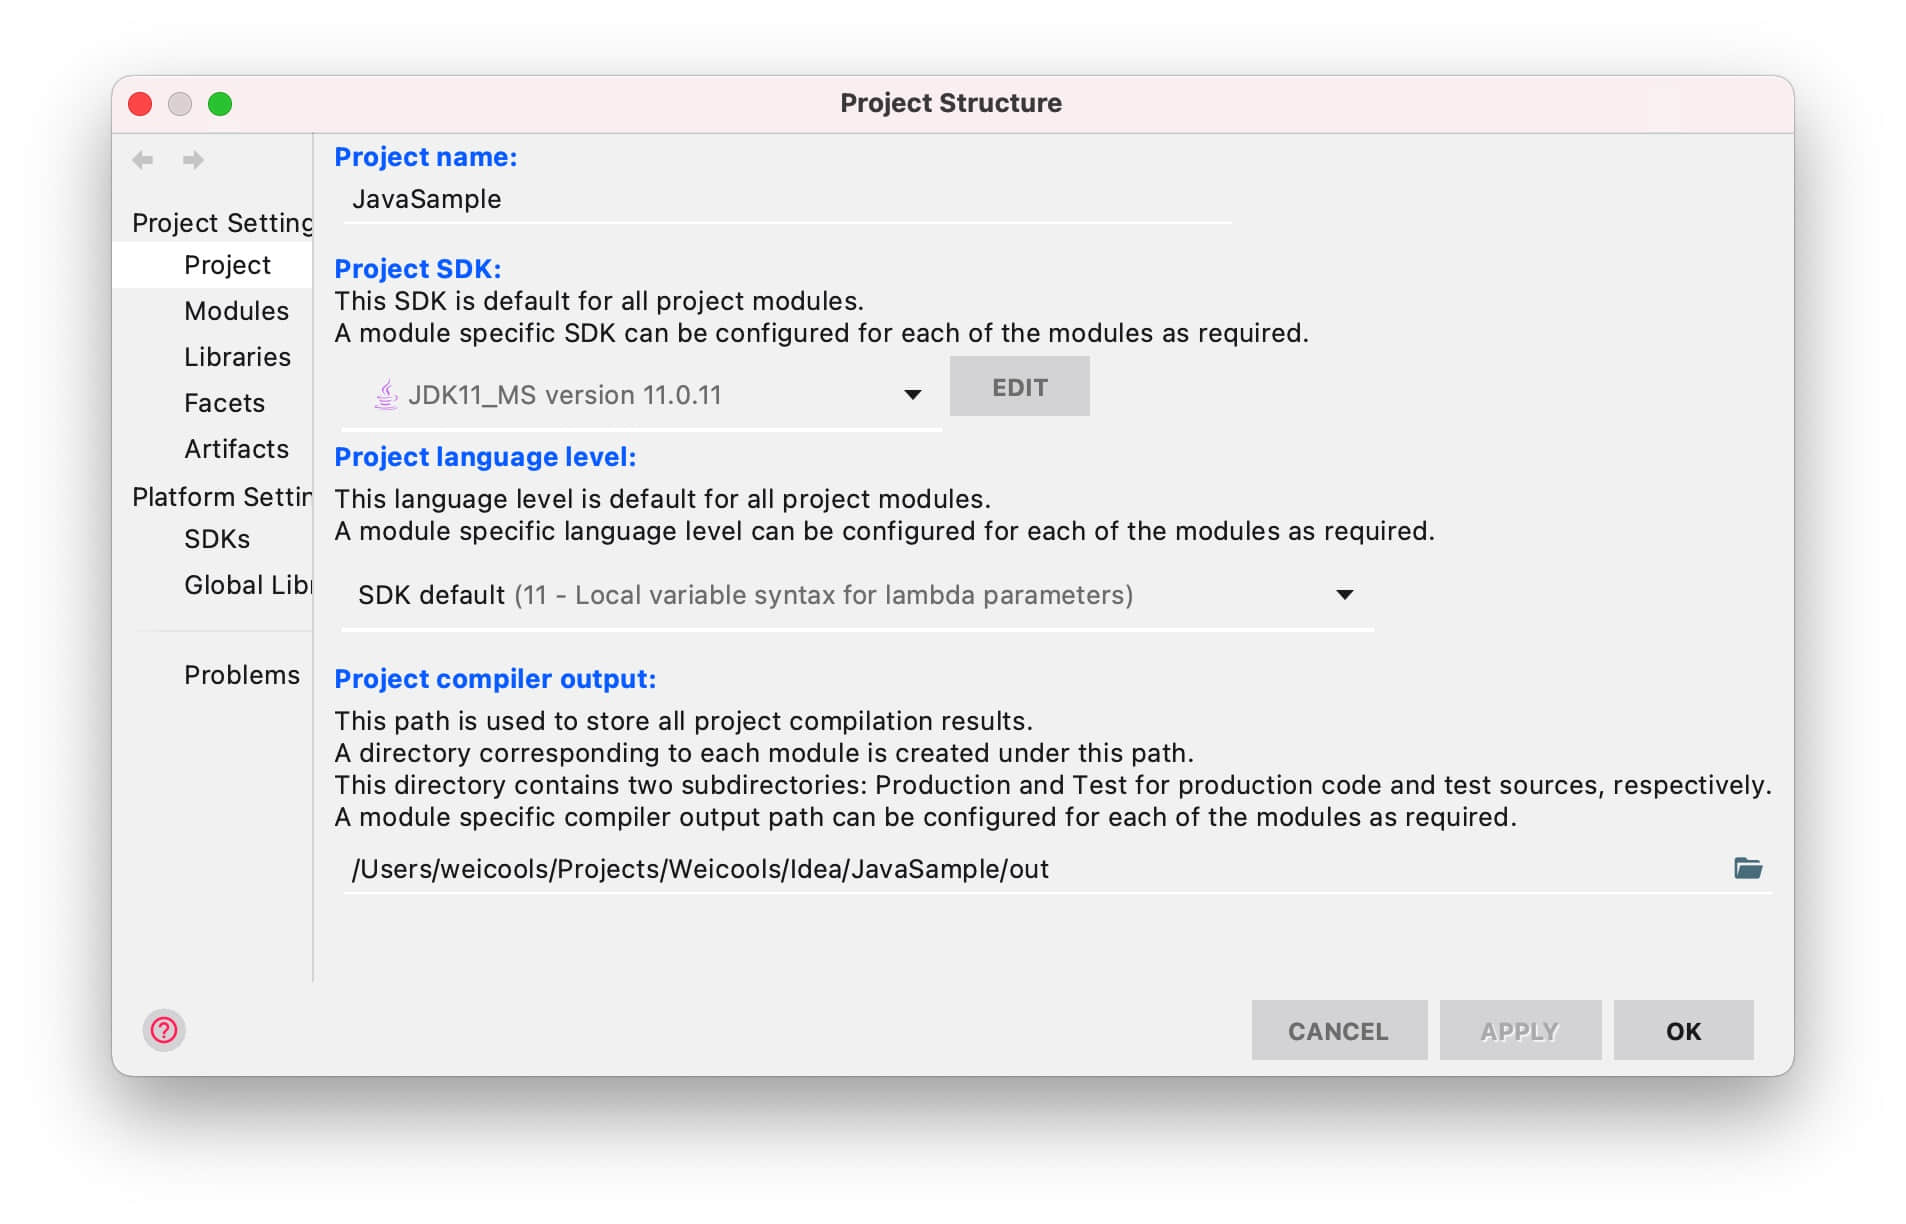 Project Structure
Project Setting
Project
Modules
Libraries
Facets
Artifacts
Platform Settin
SDKs
Global Lib
Problems
Project name:
JavaSample
Project SDK:
This SDK is default for all project modules.
A module specific SDK can be configured for each of the modules as required.
JDK11_MS version 11.0.11
EDIT
Project language level:
This language level is default for all project modules.
A module specific language level can be configured for each of the modules as required.
SDK default (11 - Local variable syntax for lambda parameters)
Project compiler output:
This path is used to store all project compilation results.
A directory corresponding to each module is created under this path.
This directory contains two subdirectories: Production and Test for production code and test sources, respectively.
A module specific compiler output path can be configured for each of the modules as required.
/Users/weicools/Projects/Weicools/Idea/JavaSample/out
?
CANCEL
APPLY
OK